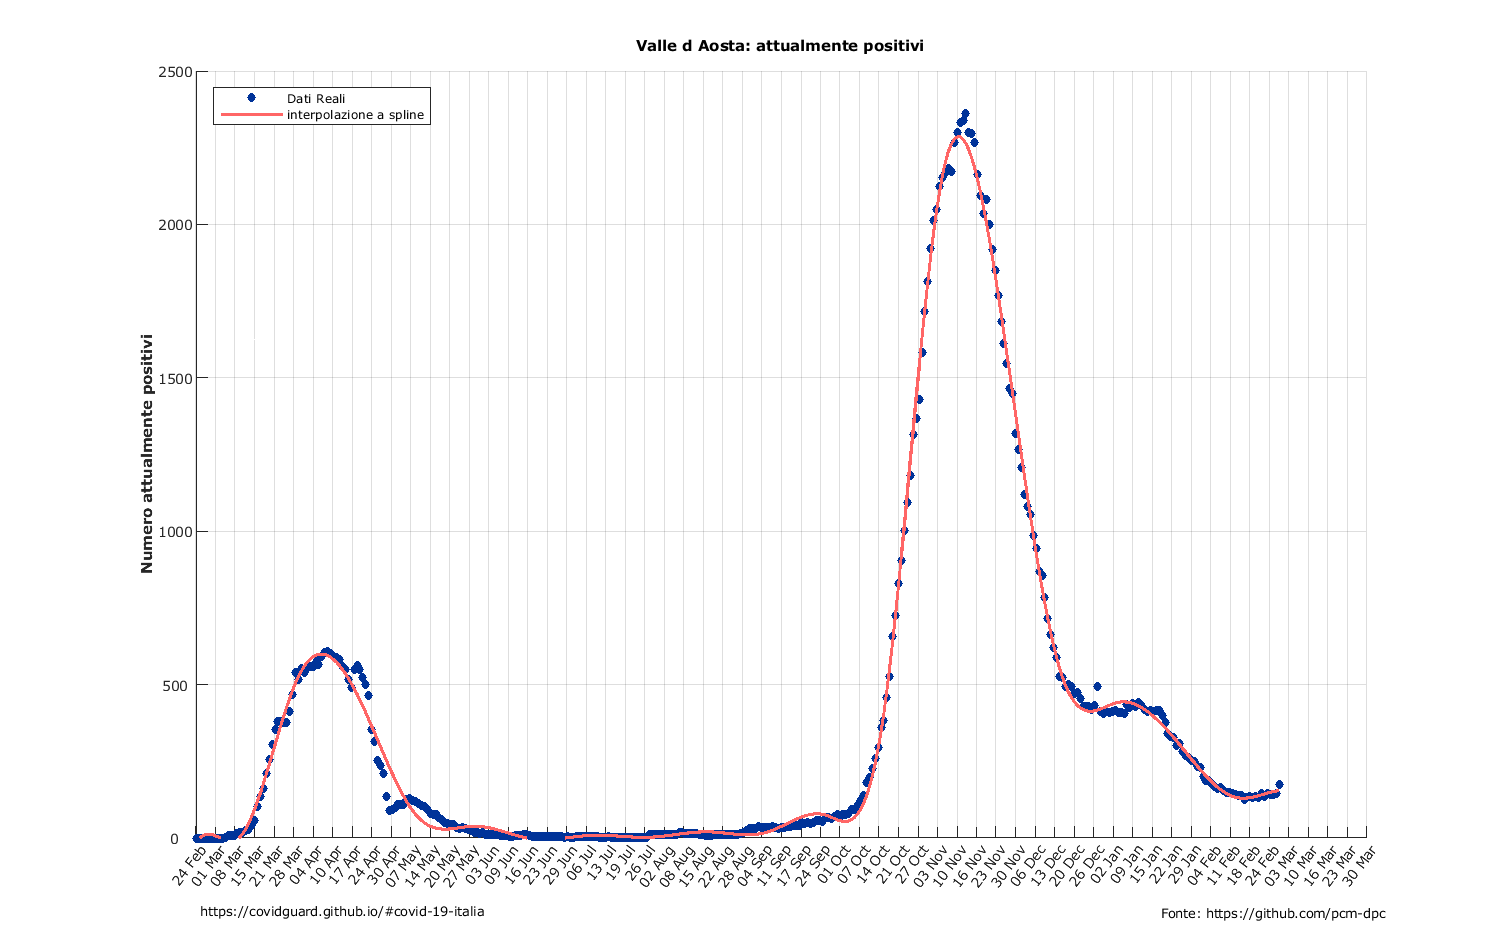 Valle d Aosta: attualmente positivi
Dati Reali
interpolazione a spline
Numero attualmente positivi
2500
2000
1500
1000
500
0
24 Feb
01 Mar
08 Mar
15 Mar
21 Mar
28 Mar
04 Apr
10 Apr
17 Apr
24 Apr
30 Apr
07 May
14 May
20 May
27 May
03 Jun
09 Jun
16 Jun
23 Jun
29 Jun
06 Jul
13 Jul
19 Jul
26 Jul
02 Aug
08 Aug
15 Aug
22 Aug
28 Aug
04 Sep
11 Sep
17 Sep
24 Sep
01 Oct
07 Oct
14 Oct
21 Oct
27 Oct
03 Nov
10 Nov
16 Nov
23 Nov
30 Nov
06 Dec
13 Dec
20 Dec
26 Dec
02 Jan
09 Jan
15 Jan
22 Jan
29 Jan
04 Feb
11 Feb
18 Feb
24 Feb
03 Mar
10 Mar
16 Mar
23 Mar
30 Mar
https://covidguard.github.io/#covid-19-italia
Fonte: https://github.com/pcm-dpc